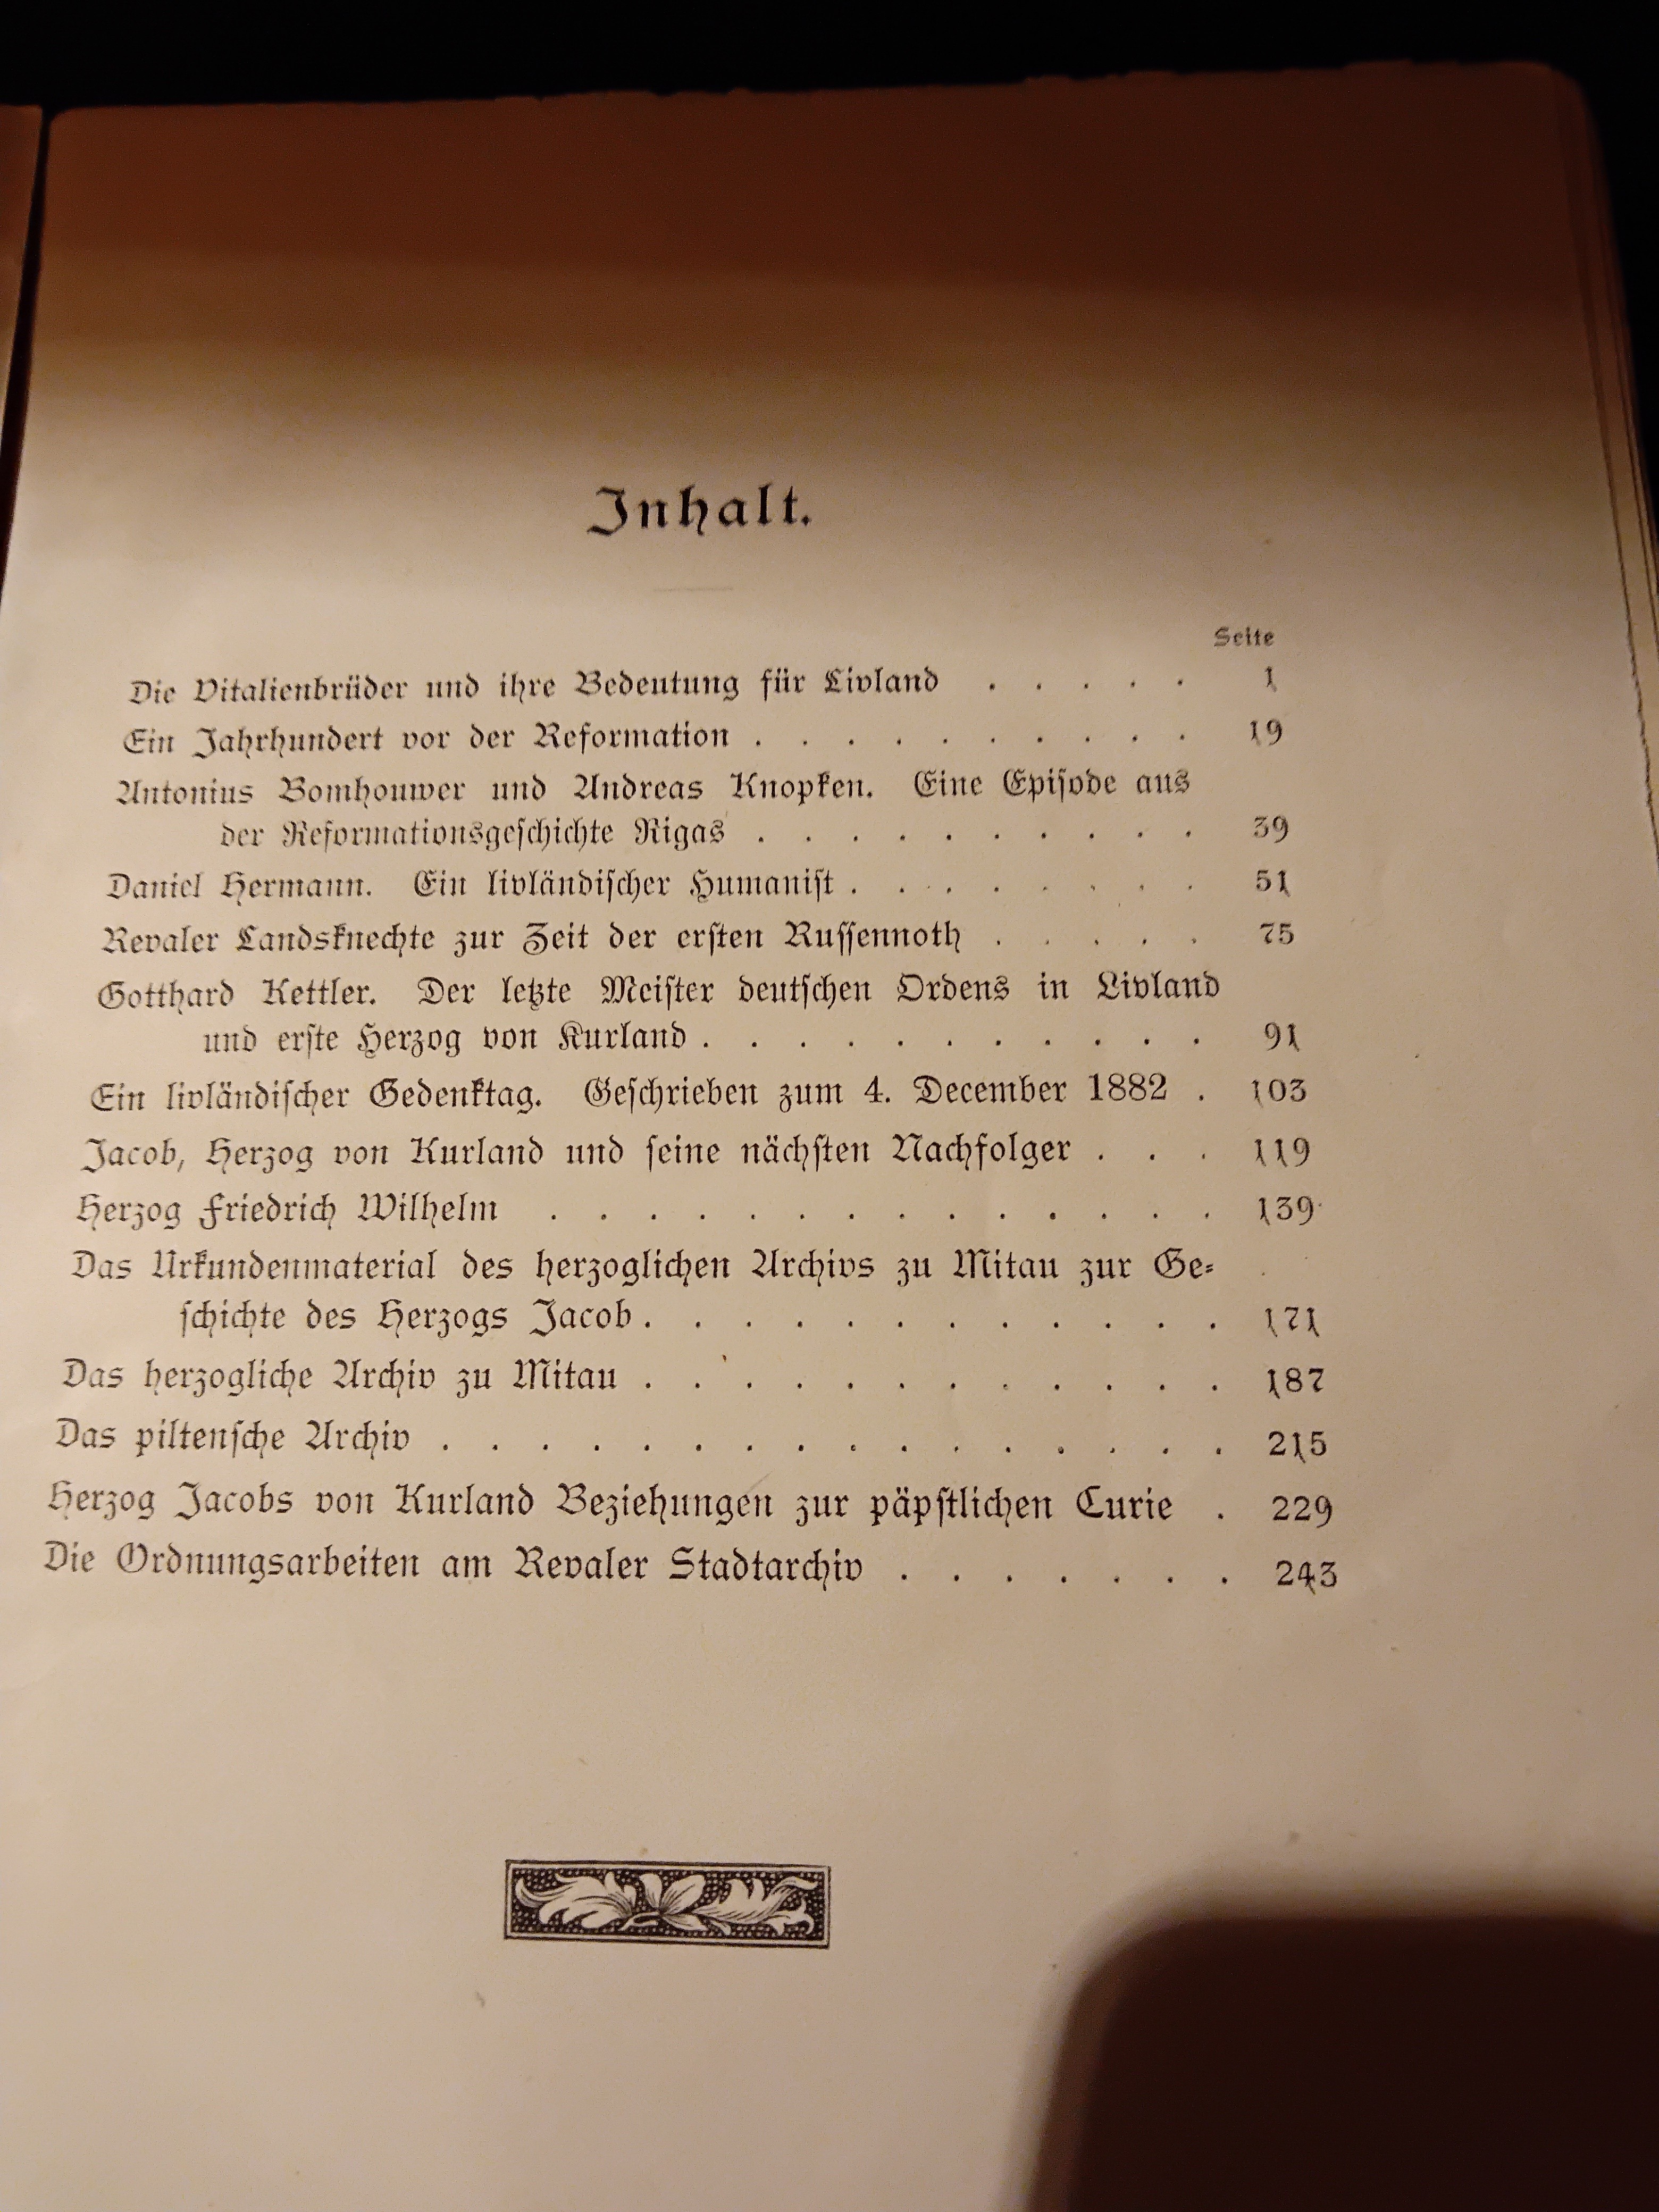 Inhalt.
Seite
Die Vitalienbrüder und ihre Bedeutung für Livland . . . . . 1
Ein Jahrhundert vor der Reformation . . . . . . . . . . 19
Antonius Bomhouwer und Andreas Knopken. Eine Episode aus
der Reformationsgeschichte Rigas . . . . . . . . . . 39
Daniel Hermann. Ein livländischer Humanist . . . . . . . . 51
Revaler Landsknechte zur Zeit der ersten Russennoth . . . . . 75
Gotthard Kettler. Der letzte Meister deutschen Ordens in Livland
und erste Herzog von Kurland . . . . . . . . . . . 91
Ein livländischer Gedenktag. Geschrieben zum 4. December 1882 . 103
Jacob, Herzog von Kurland und seine nächsten Nachfolger . . . 119
Herzog Friedrich Wilhelm . . . . . . . . . . . . . . 139
Das Urkundenmaterial des herzoglichen Archivs zu Mitau zur Ge-
schichte des Herzogs Jacob . . . . . . . . . . . . 171
Das herzogliche Archiv zu Mitau . . . . . . . . . . . . 187
Das piltensche Archiv . . . . . . . . . . . . . . . . 215
Herzog Jacobs von Kurland Beziehungen zur päpstlichen Curie . 229
Die Ordnungsarbeiten am Revaler Stadtarchiv . . . . . . . 243